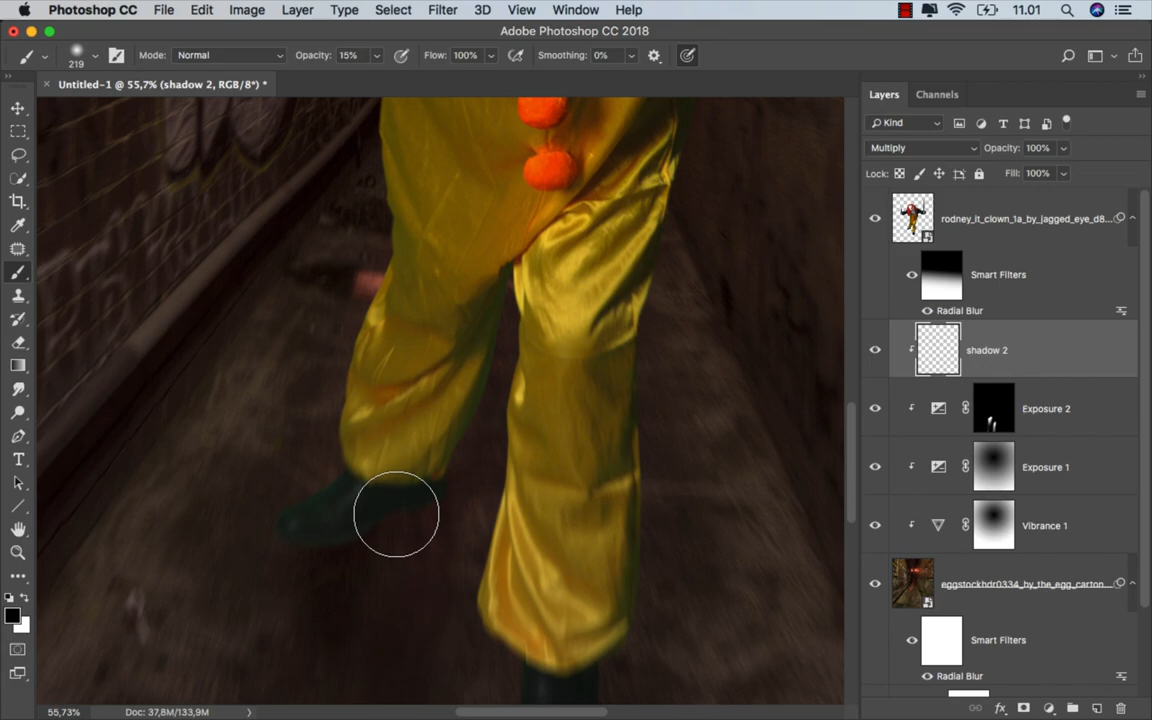 Photoshop CC File Edit Image Layer Type Select Filter 3D View Window Help 11.01
Adobe Photoshop CC 2018
219 Mode: Normal Opacity: 15% Flow: 100% Smoothing: 0%
Untitled-1 @ 55,7% (shadow 2, RGB/8*) *
Layers Channels
Kind
Multiply Opacity: 100%
Lock: Fill: 100%
rodney_it_clown_1a_by_jagged_eye_d8...
Smart Filters
Radial Blur
shadow 2
Exposure 2
Exposure 1
Vibrance 1
eggstockhdr0334_by_the_egg_carton...
Smart Filters
Radial Blur
55,73% Doc: 37,8M/133,9M